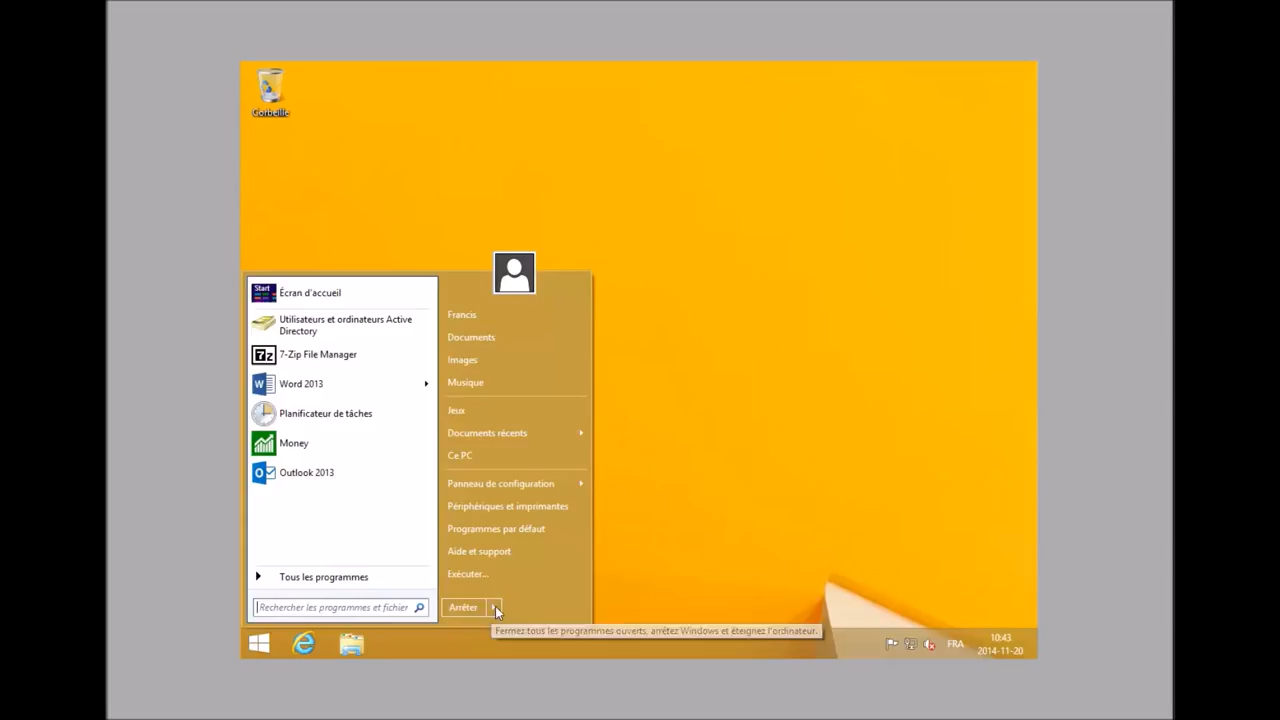 Corbeille
Start
Écran d'accueil
Utilisateurs et ordinateurs Active
Directory
7z
7-Zip File Manager
W
Word 2013
Planificateur de tâches
Money
O
Outlook 2013
Tous les programmes
Rechercher les programmes et fichier
Francis
Documents
Images
Musique
Jeux
Documents récents
Ce PC
Panneau de configuration
Périphériques et imprimantes
Programmes par défaut
Aide et support
Exécuter...
Arrêter
Fermez tous les programmes ouverts, arrêtez Windows et éteignez l'ordinateur.
FRA
10:43
2014-11-20